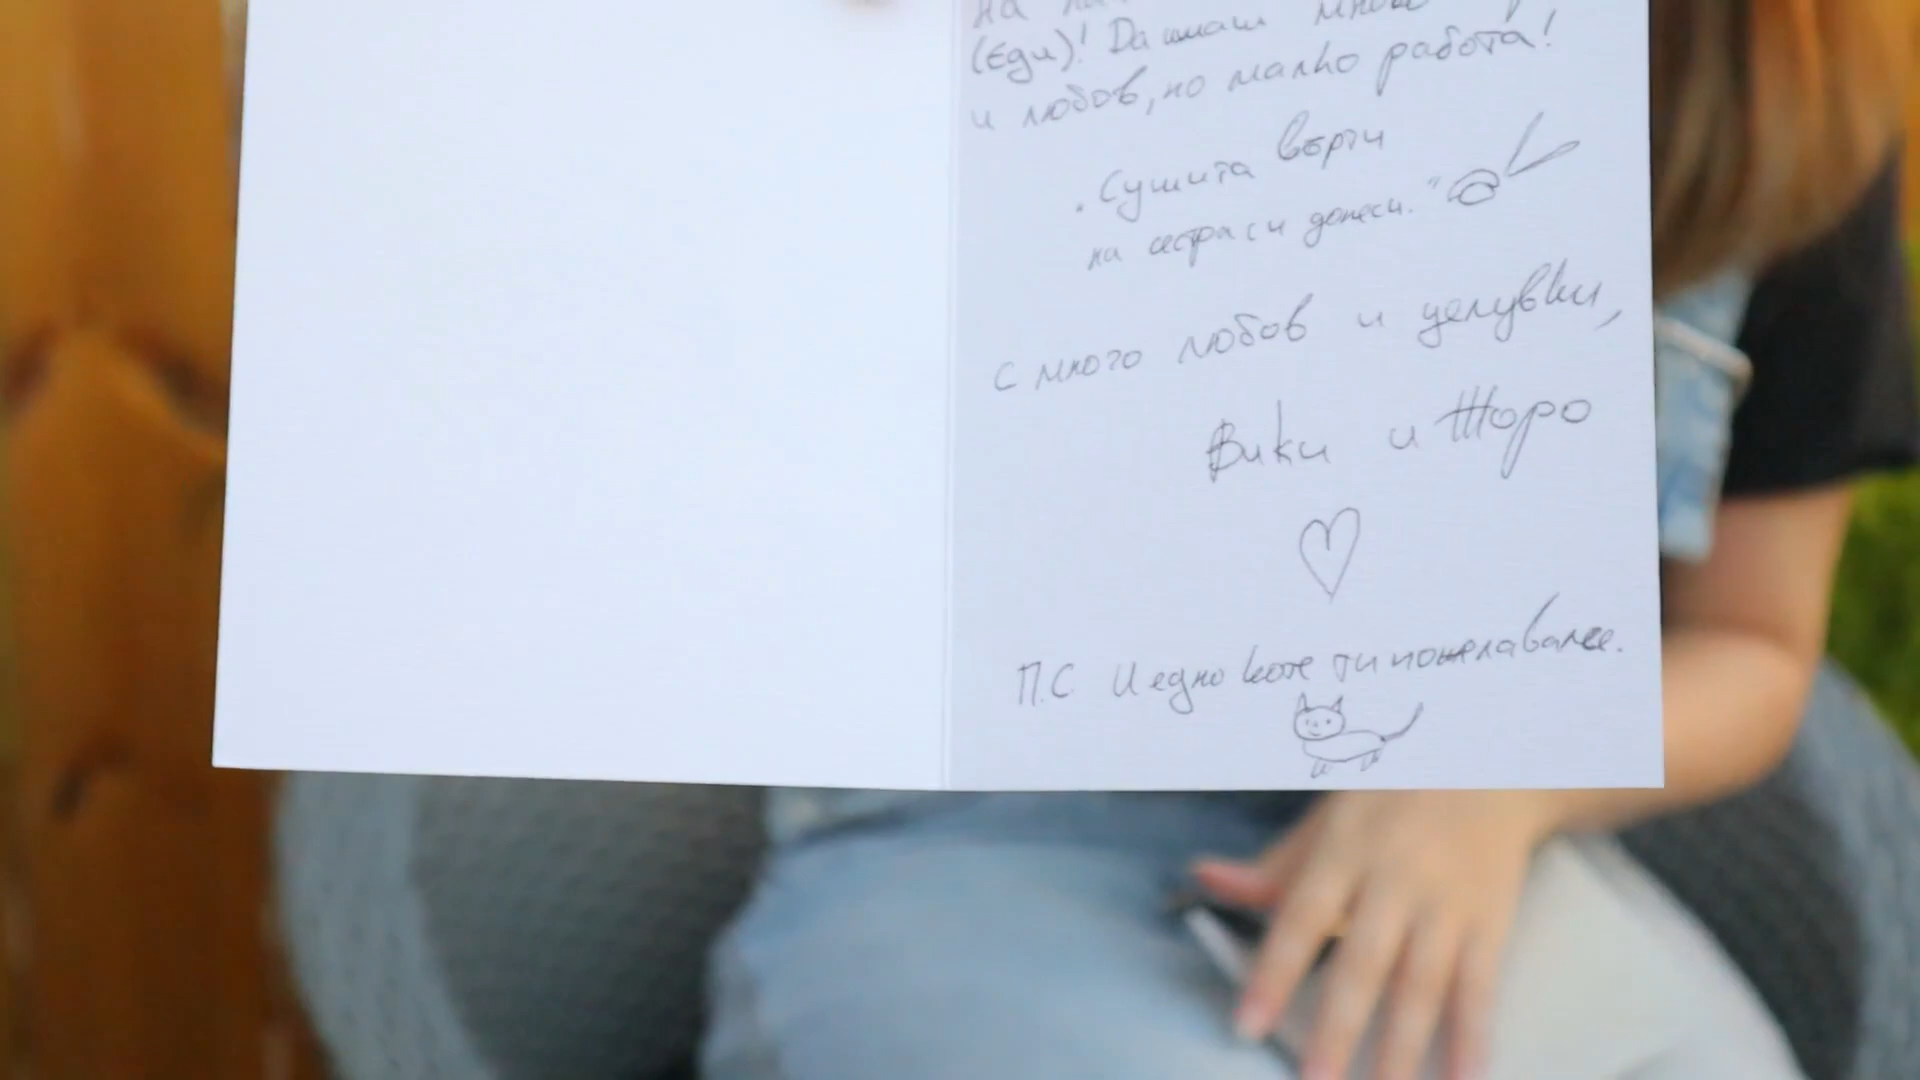 на
(Еди)! Да имаш много
и любов, но малко работа!
„Сушита върти
на сестра си донеси."
С много любов и целувки,
Вики и Жоро
П.С. И едно коте ти пожелаваме.